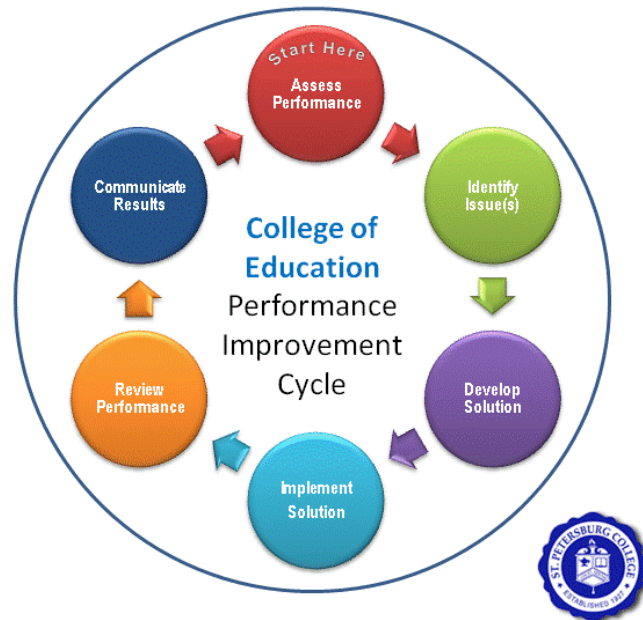 Start Here
Assess
Performance
Identify
Issue(s)
Develop
Solution
Implement
Solution
Review
Performance
Communicate
Results
College of
Education
Performance
Improvement
Cycle
ST. PETERSBURG COLLEGE
ESTABLISHED 1927